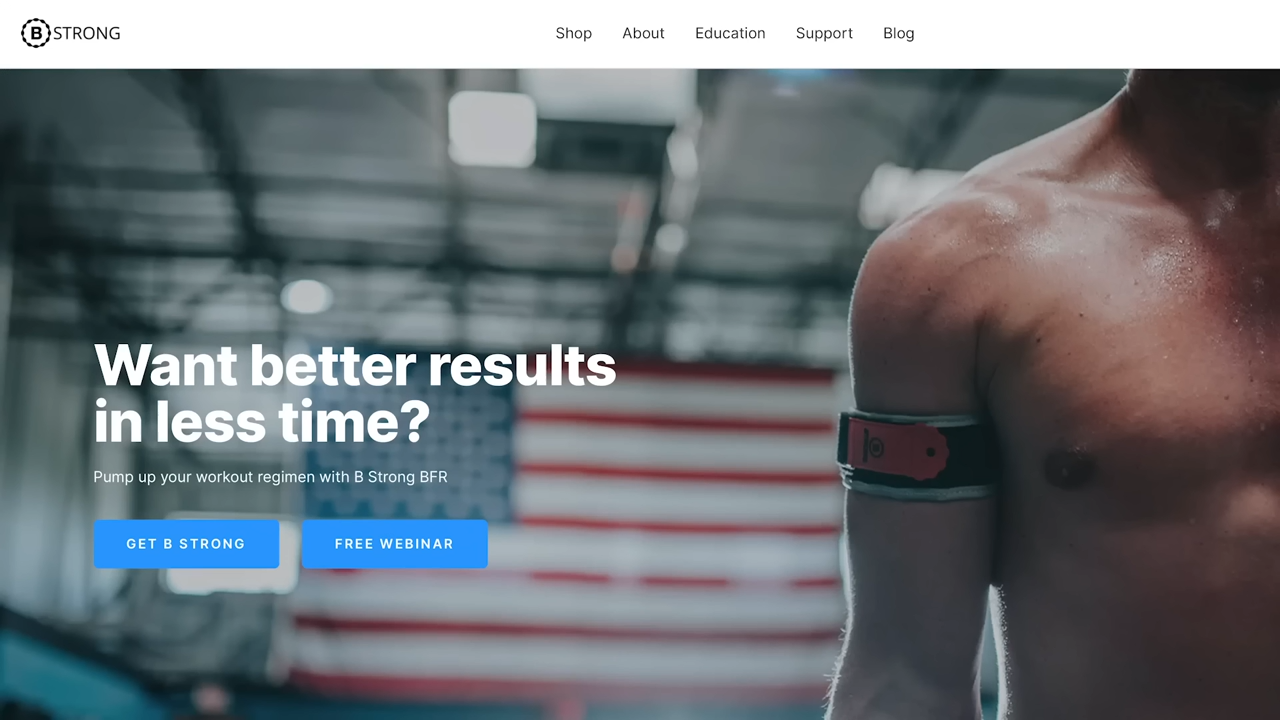 B STRONG
Shop About Education Support Blog
Want better results
in less time?
Pump up your workout regimen with B Strong BFR
GET B STRONG FREE WEBINAR